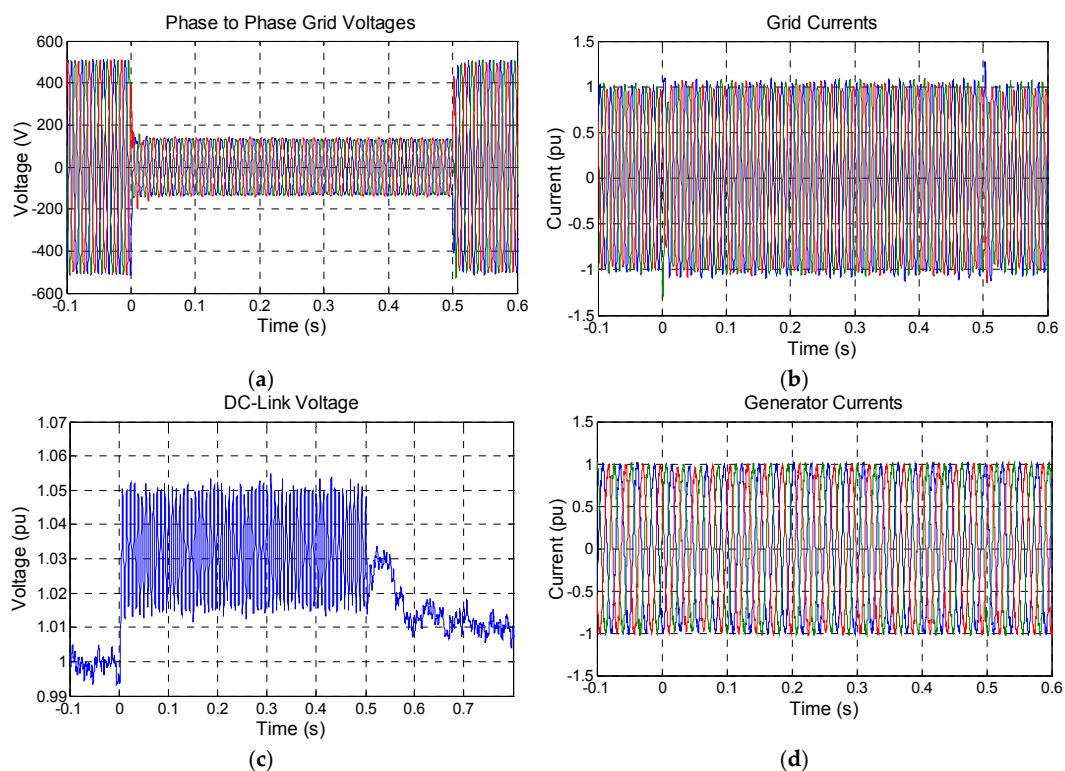 Phase to Phase Grid Voltages
600
400
200
0
-200
-400
-600
Voltage (V)
-0.1 0 0.1 0.2 0.3 0.4 0.5 0.6
Time (s)
(a)
Grid Currents
1.5
1
0.5
0
-0.5
-1
-1.5
Current (pu)
-0.1 0 0.1 0.2 0.3 0.4 0.5 0.6
Time (s)
(b)
DC-Link Voltage
1.07
1.06
1.05
1.04
1.03
1.02
1.01
1
0.99
Voltage (pu)
-0.1 0 0.1 0.2 0.3 0.4 0.5 0.6 0.7
Time (s)
(c)
Generator Currents
1.5
1
0.5
0
-0.5
-1
-1.5
Current (pu)
-0.1 0 0.1 0.2 0.3 0.4 0.5 0.6
Time (s)
(d)